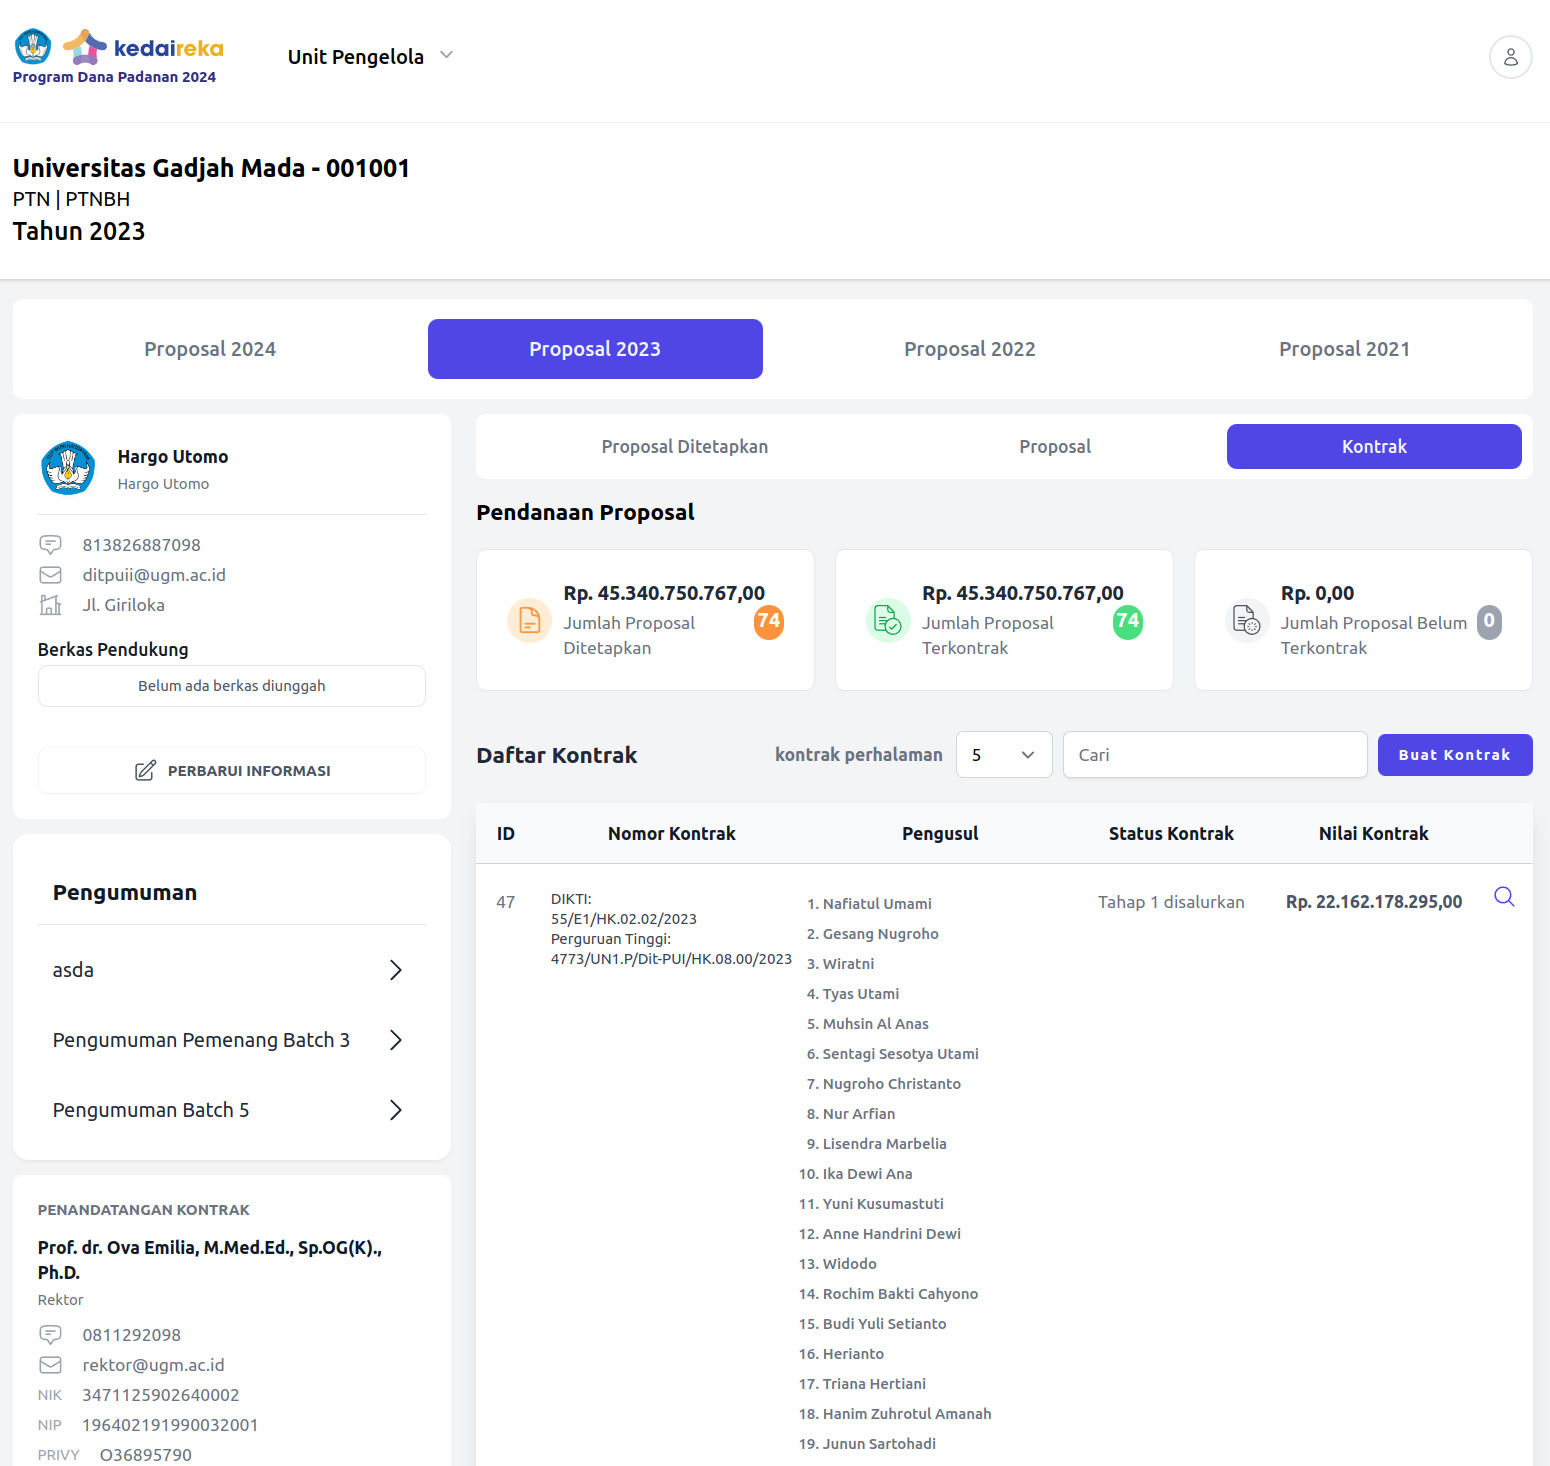 kedaireka
Program Dana Padanan 2024
Unit Pengelola
Universitas Gadjah Mada - 001001
PTN | PTNBH
Tahun 2023
Proposal 2024
Proposal 2023
Proposal 2022
Proposal 2021
Hargo Utomo
Hargo Utomo
813826887098
ditpuii@ugm.ac.id
Jl. Giriloka
Berkas Pendukung
Belum ada berkas diunggah
PERBARUI INFORMASI
Pengumuman
asda
Pengumuman Pemenang Batch 3
Pengumuman Batch 5
PENANDATANGAN KONTRAK
Prof. dr. Ova Emilia, M.Med.Ed., Sp.OG(K).,
Ph.D.
Rektor
0811292098
rektor@ugm.ac.id
NIK 3471125902640002
NIP 196402191990032001
PRIVY O36895790
Proposal Ditetapkan
Proposal
Kontrak
Pendanaan Proposal
Rp. 45.340.750.767,00
Jumlah Proposal
Ditetapkan
74
Rp. 45.340.750.767,00
Jumlah Proposal
Terkontrak
74
Rp. 0,00
Jumlah Proposal Belum
Terkontrak
0
Daftar Kontrak
kontrak perhalaman
5
Cari
Buat Kontrak
ID
Nomor Kontrak
Pengusul
Status Kontrak
Nilai Kontrak
47
DIKTI:
55/E1/HK.02.02/2023
Perguruan Tinggi:
4773/UN1.P/Dit-PUI/HK.08.00/2023
1. Nafiatul Umami
2. Gesang Nugroho
3. Wiratni
4. Tyas Utami
5. Muhsin Al Anas
6. Sentagi Sesotya Utami
7. Nugroho Christanto
8. Nur Arfian
9. Lisendra Marbelia
10. Ika Dewi Ana
11. Yuni Kusumastuti
12. Anne Handrini Dewi
13. Widodo
14. Rochim Bakti Cahyono
15. Budi Yuli Setianto
16. Herianto
17. Triana Hertiani
18. Hanim Zuhrotul Amanah
19. Junun Sartohadi
Tahap 1 disalurkan
Rp. 22.162.178.295,00